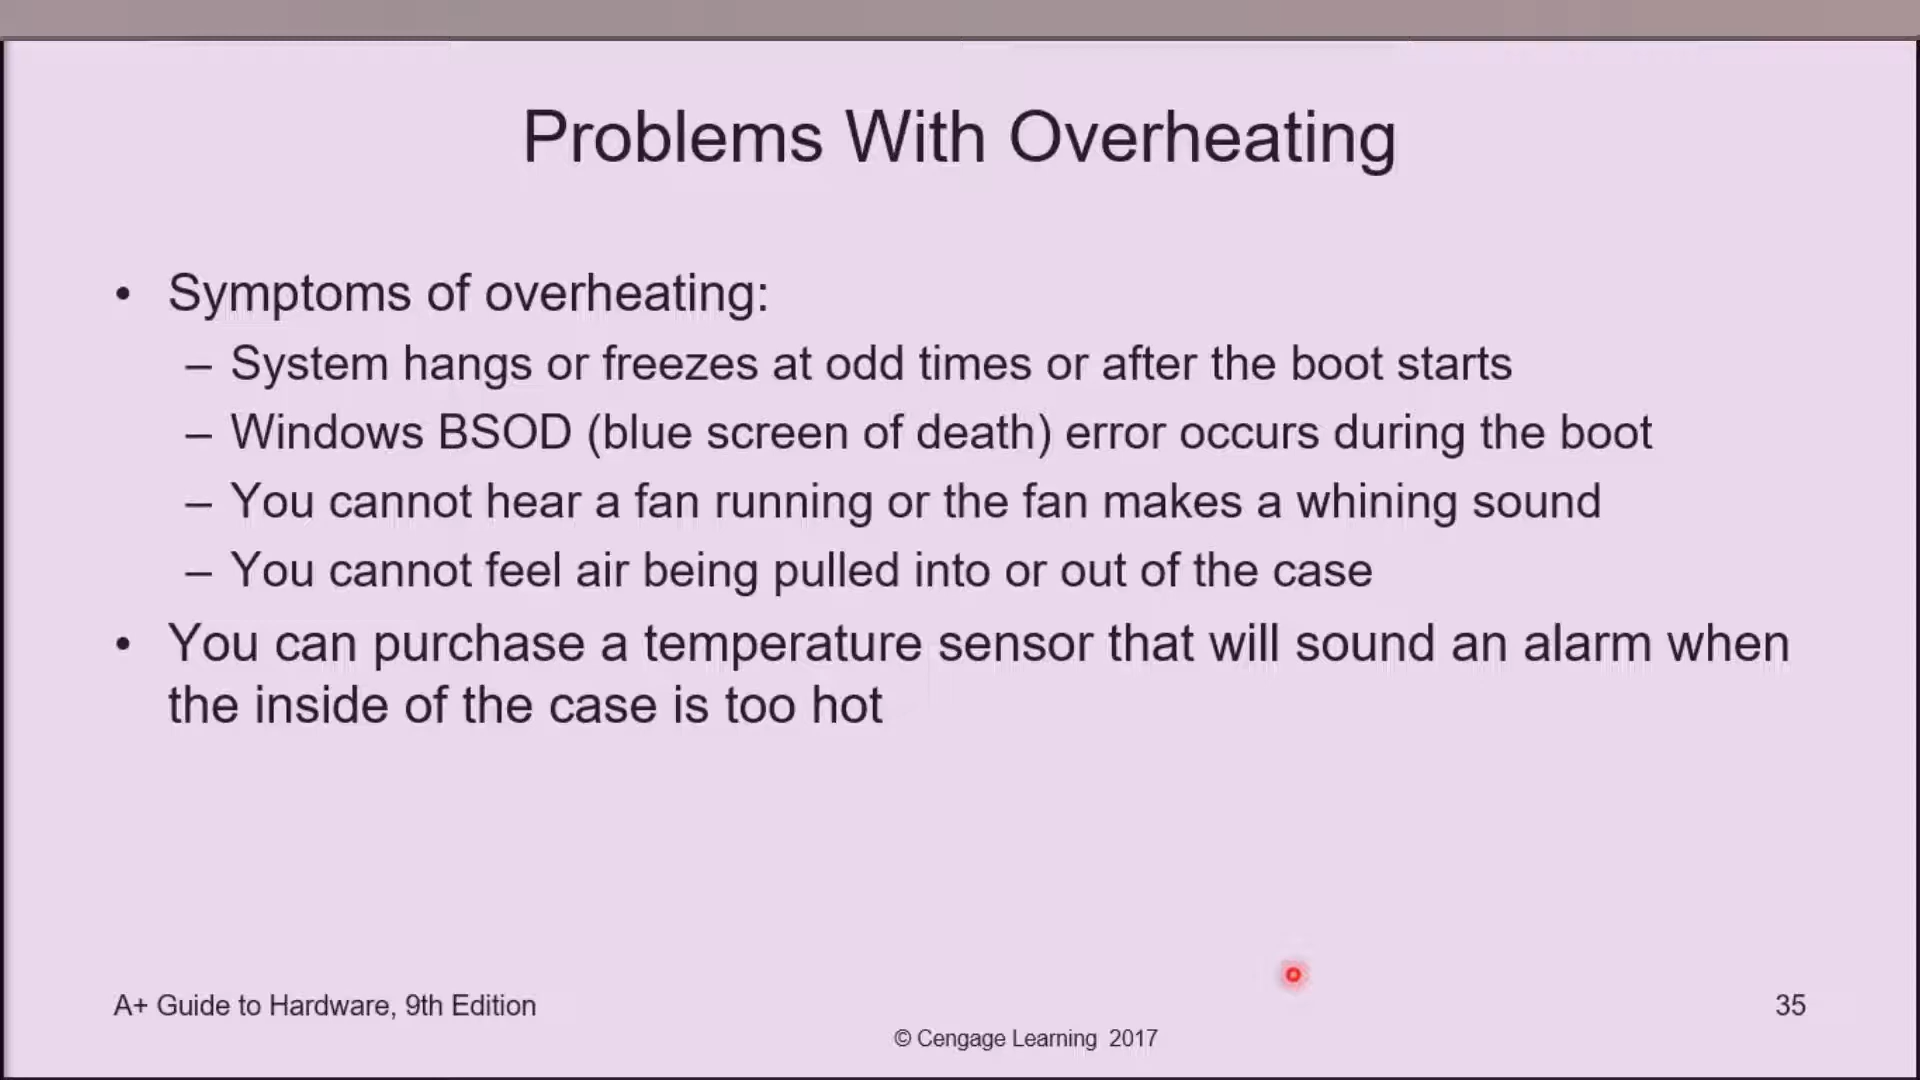 Problems With Overheating
• Symptoms of overheating:
– System hangs or freezes at odd times or after the boot starts
– Windows BSOD (blue screen of death) error occurs during the boot
– You cannot hear a fan running or the fan makes a whining sound
– You cannot feel air being pulled into or out of the case
• You can purchase a temperature sensor that will sound an alarm when
the inside of the case is too hot
A+ Guide to Hardware, 9th Edition
35
© Cengage Learning 2017